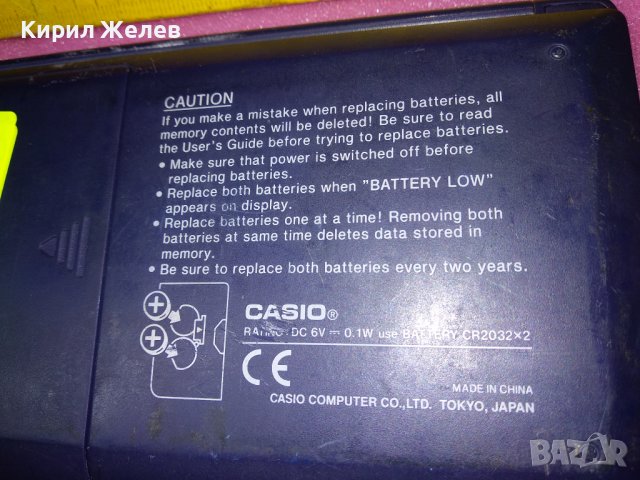 Кирил Желев
CAUTION
If you make a mistake when replacing batteries, all
memory contents will be deleted! Be sure to read
the User's Guide before trying to replace batteries.
• Make sure that power is switched off before
replacing batteries.
• Replace both batteries when "BATTERY LOW"
appears on display.
• Replace batteries one at a time! Removing both
batteries at same time deletes data stored in
memory.
• Be sure to replace both batteries every two years.
CASIO®
RATING: DC 6V ⎓ 0.1W use BATTERY CR2032×2
CE
MADE IN CHINA
CASIO COMPUTER CO.,LTD. TOKYO, JAPAN
BAZAR